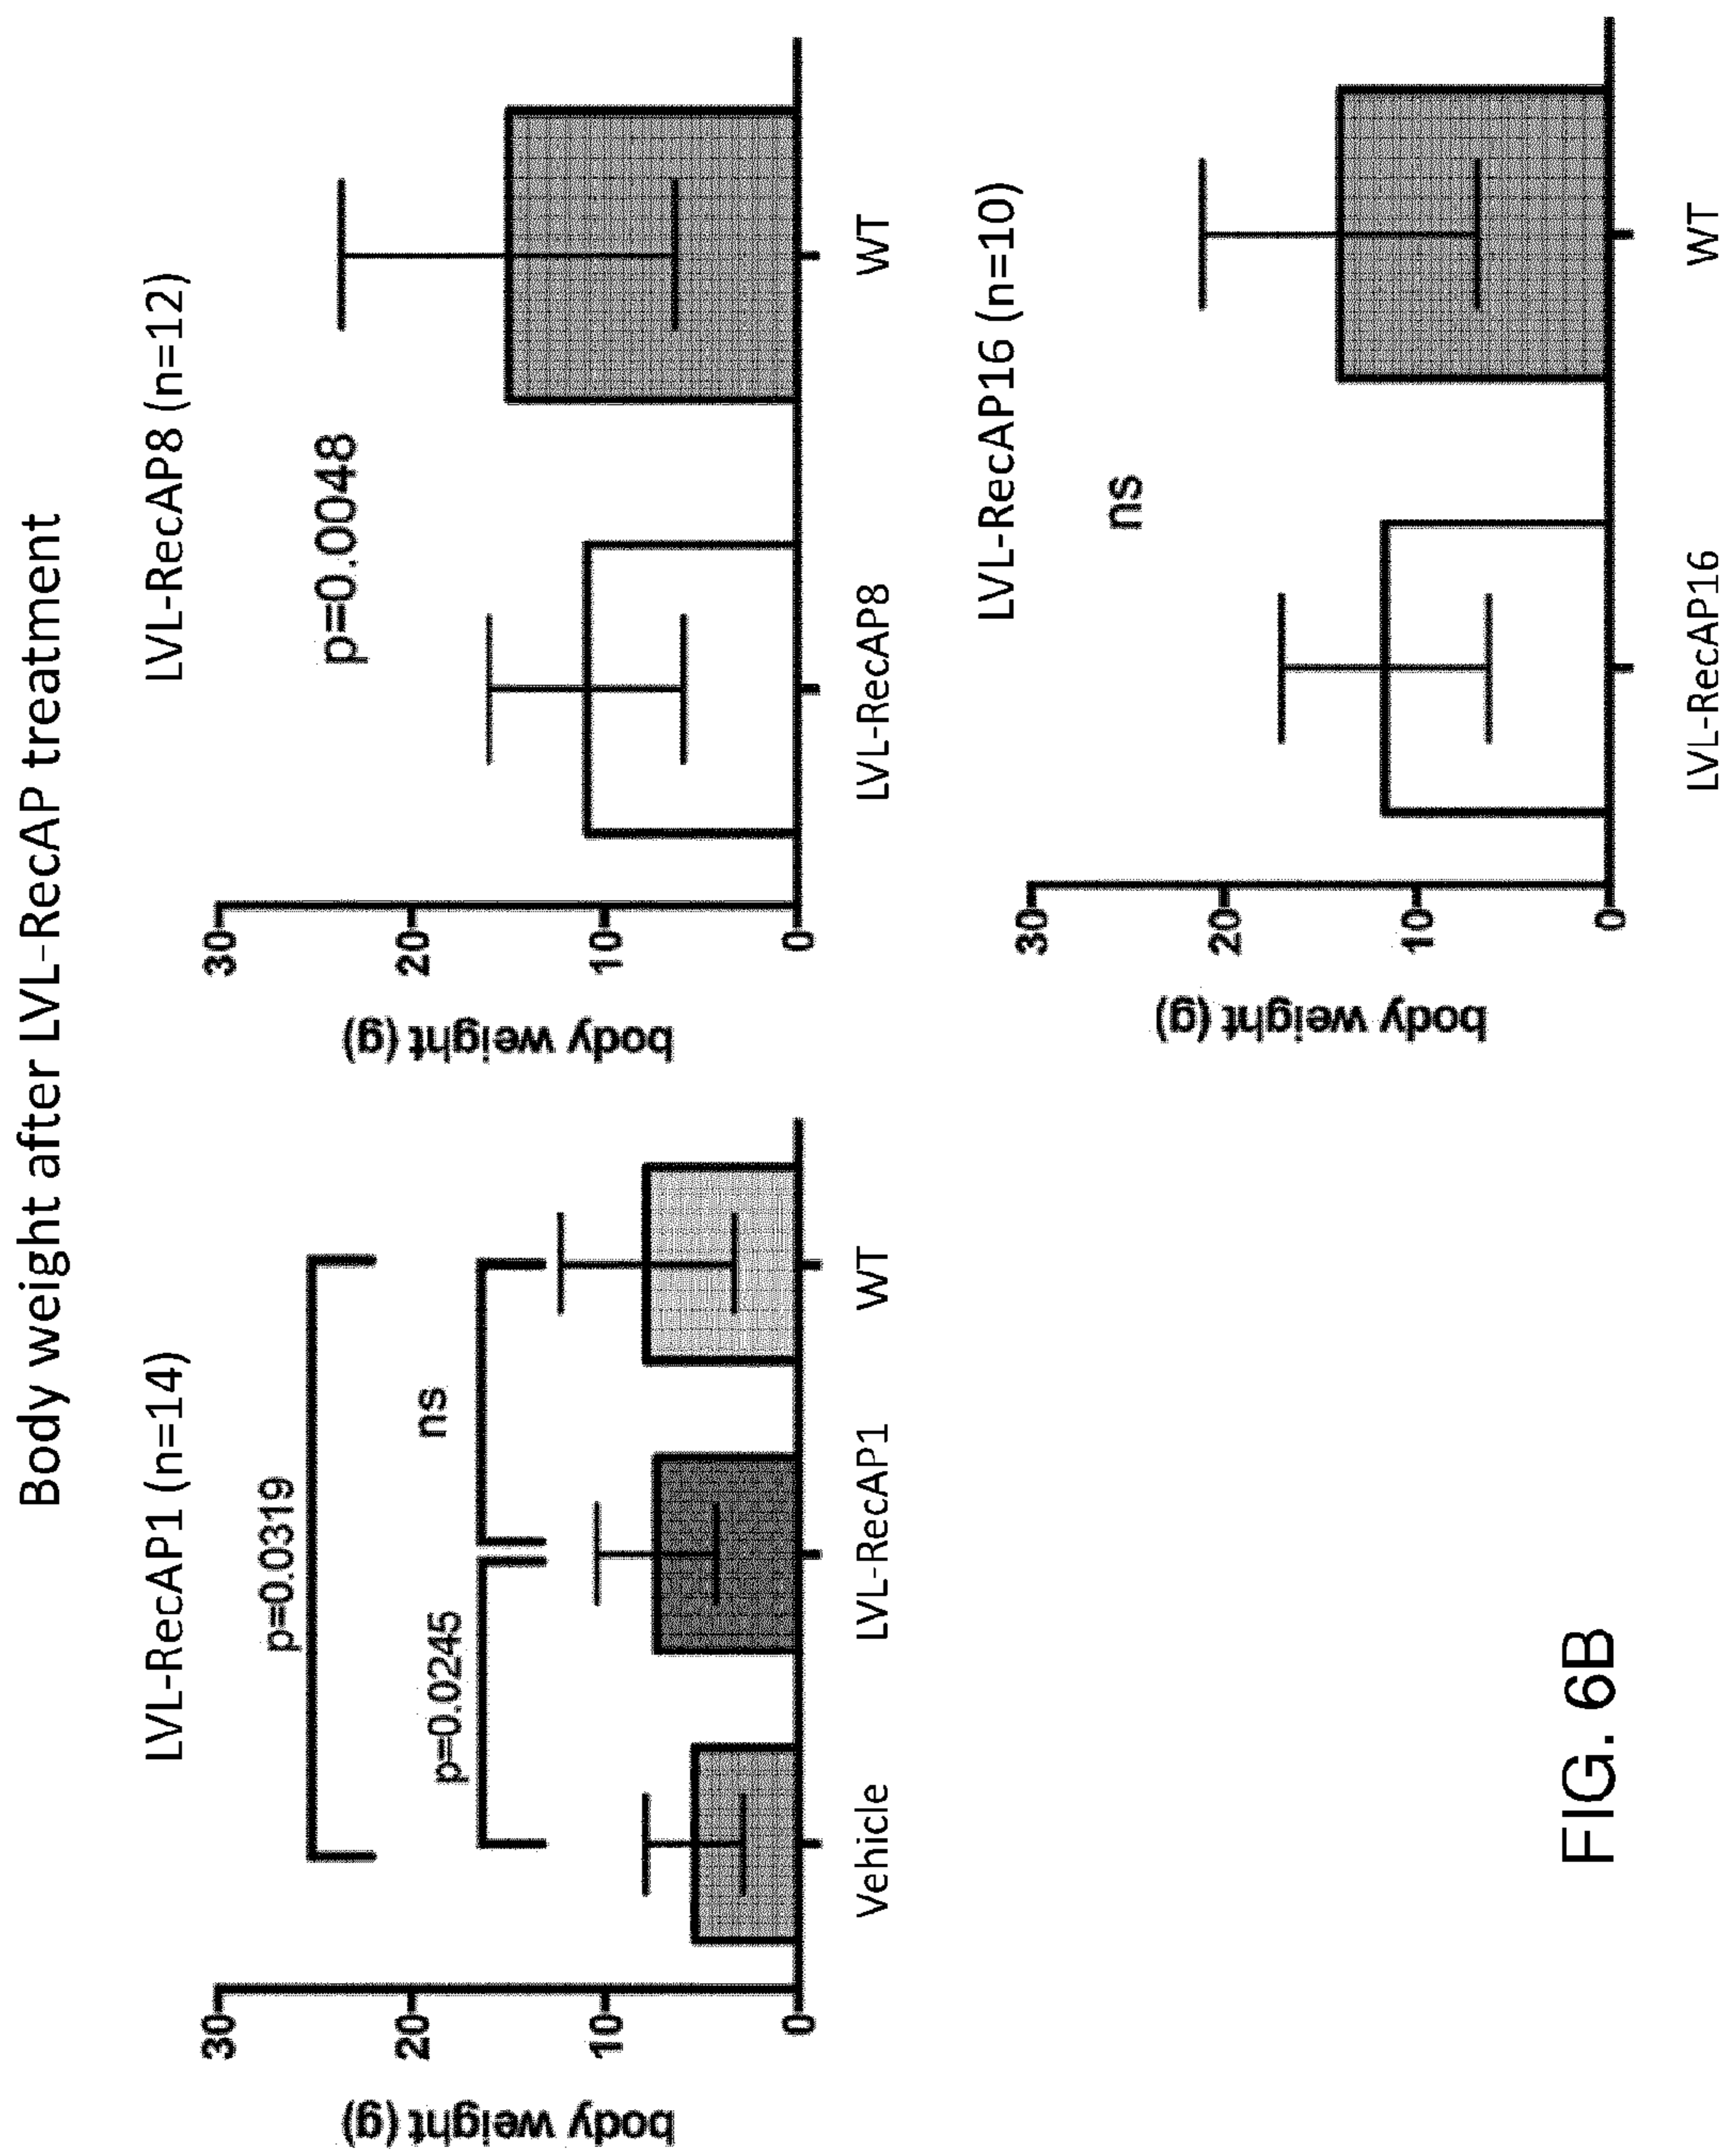 Body weight after LVL-RecAP treatment
LVL-RecAP1 (n=14)
p=0.0319
p=0.0245
ns
body weight (g)
30
20
10
0
Vehicle
LVL-RecAP1
WT
LVL-RecAP8 (n=12)
p=0.0048
body weight (g)
30
20
10
0
LVL-RecAP8
WT
LVL-RecAP16 (n=10)
ns
body weight (g)
30
20
10
0
LVL-RecAP16
WT
FIG. 6B